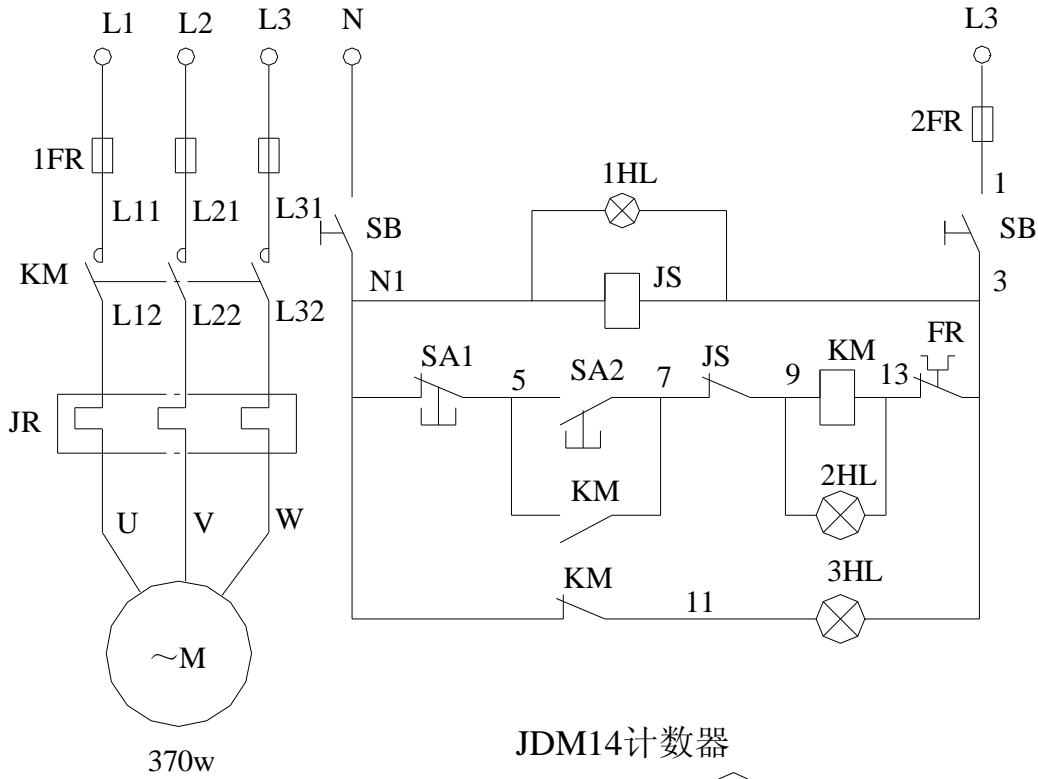 L1 L2 L3 N L3
1FR 2FR
1HL 1
L11 L21 L31 SB SB
KM N1 JS 3
L12 L22 L32
SA1 5 SA2 7 JS 9 KM 13 FR
JR
KM 2HL
U V W
KM 11 3HL
～M
JDM14计数器
370w